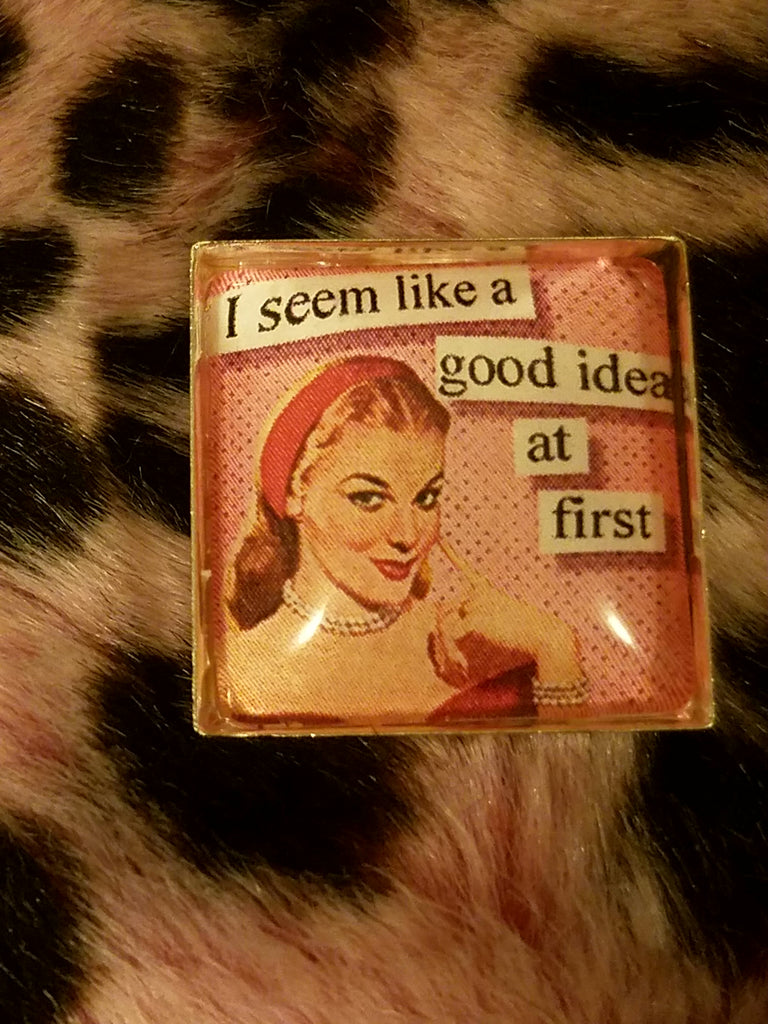 I seem like a
good idea
at
first